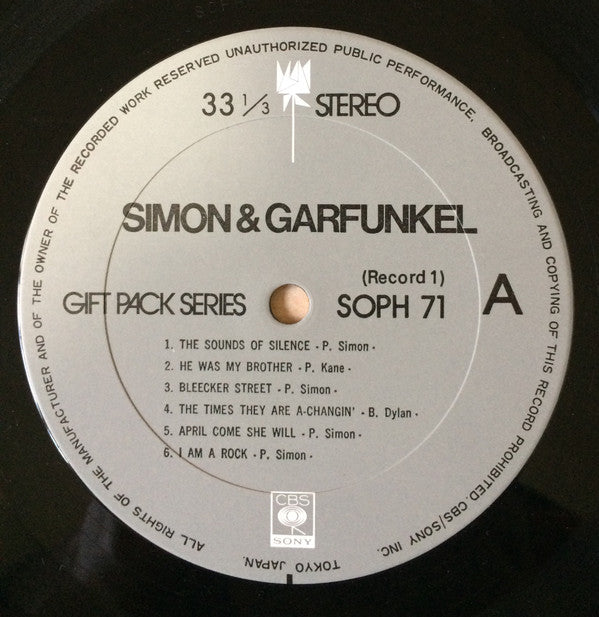 ALL RIGHTS OF THE MANUFACTURER AND OF THE OWNER OF THE RECORDED WORK RESERVED UNAUTHORIZED PUBLIC PERFORMANCE, BROADCASTING AND COPYING OF THIS RECORD PROHIBITED: CBS/SONY INC.
TOKYO JAPAN.
33 1/3 STEREO
SIMON & GARFUNKEL
(Record 1)
GIFT PACK SERIES SOPH 71 A
1. THE SOUNDS OF SILENCE · P. Simon ·
2. HE WAS MY BROTHER · P. Kane ·
3. BLEECKER STREET · P. Simon ·
4. THE TIMES THEY ARE A-CHANGIN' · B. Dylan ·
5. APRIL COME SHE WILL · P. Simon ·
6. I AM A ROCK · P. Simon ·
CBS
SONY